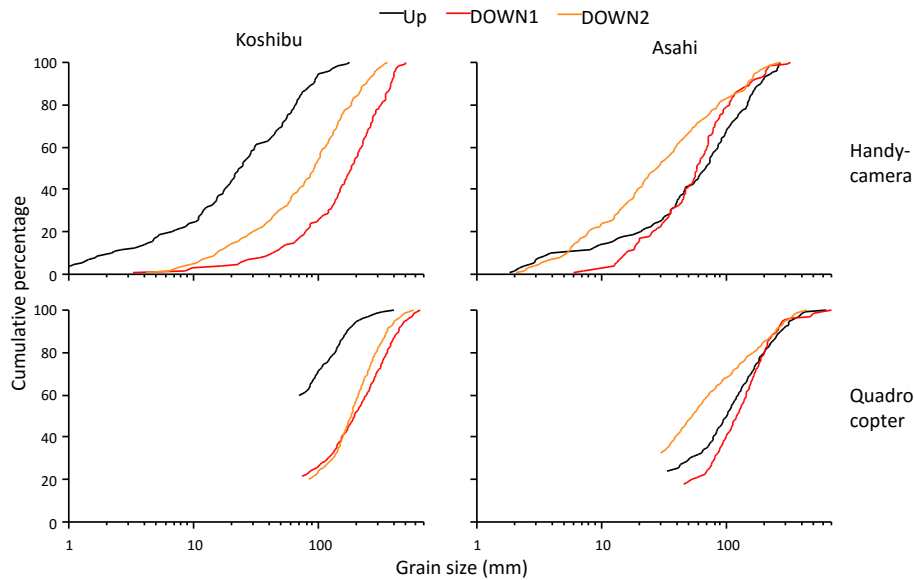 Up DOWN1 DOWN2
Koshibu Asahi
100
80
60
40
20
0
Handy-
camera
Cumulative percentage
100
80
60
40
20
0
1 10 100
1 10 100
Quadro
copter
Grain size (mm)